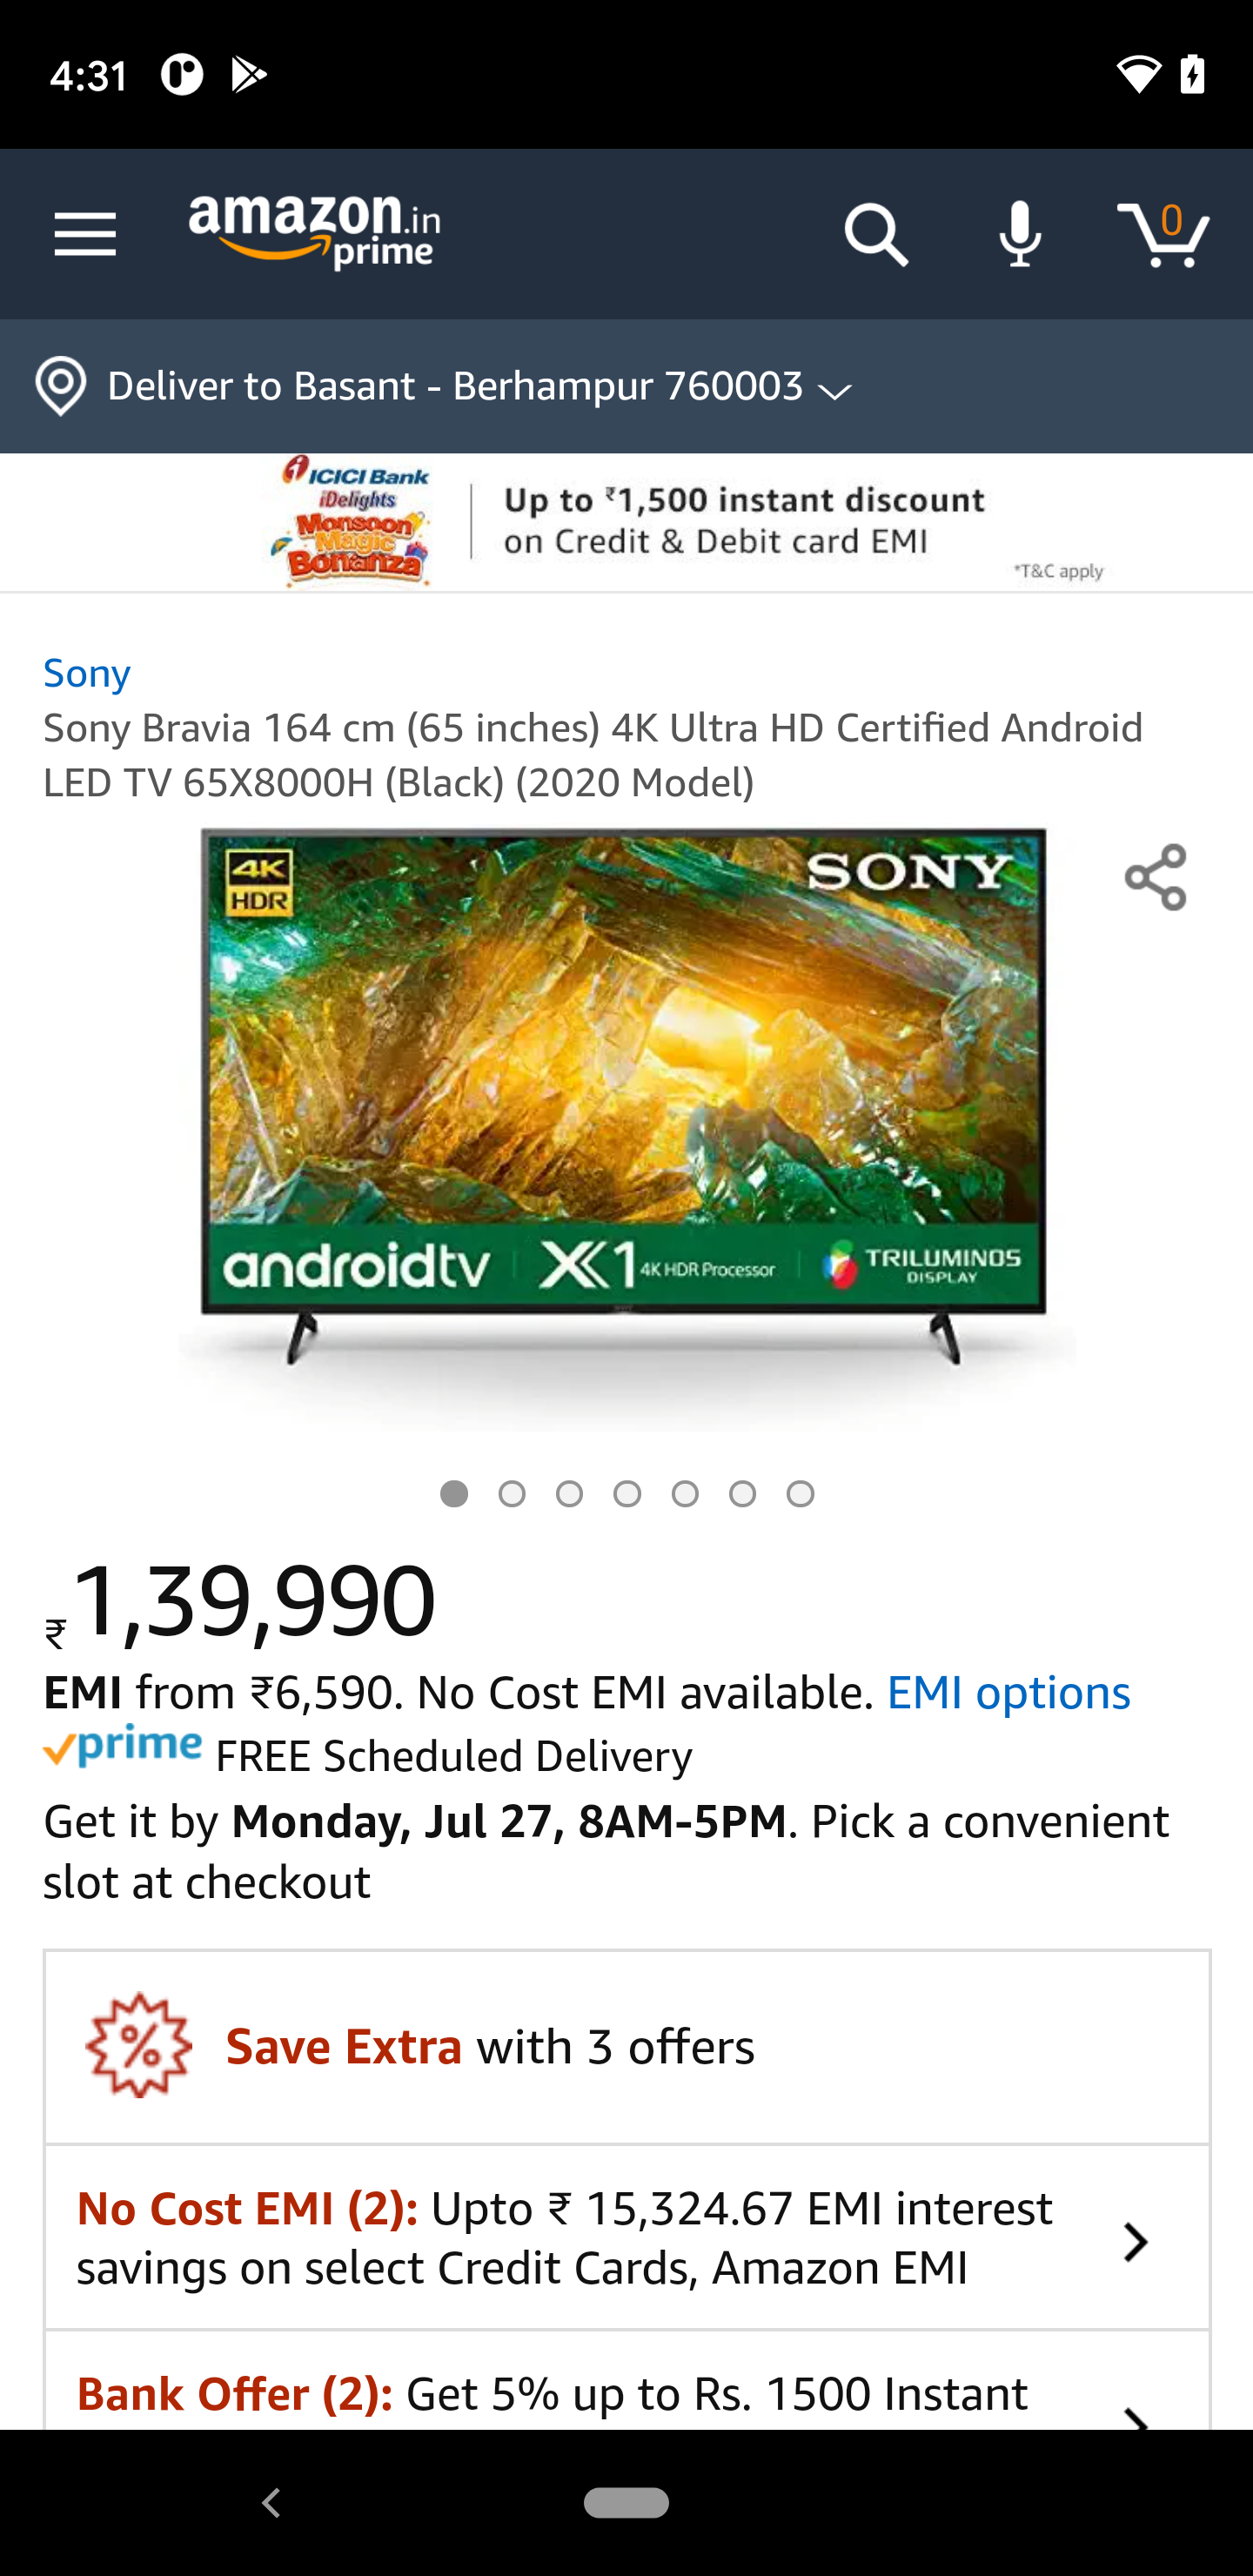 4:31
amazon.in
prime
0
Deliver to Basant - Berhampur 760003
ICICI Bank
iDelights
Monsoon
Magic
Bonanza
Up to ₹1,500 instant discount
on Credit & Debit card EMI
*T&C apply
Sony
Sony Bravia 164 cm (65 inches) 4K Ultra HD Certified Android
LED TV 65X8000H (Black) (2020 Model)
4K
HDR
SONY
androidtv X1 4K HDR Processor TRILUMINOS
DISPLAY
₹1,39,990
EMI from ₹6,590. No Cost EMI available. EMI options
prime FREE Scheduled Delivery
Get it by Monday, Jul 27, 8AM-5PM. Pick a convenient
slot at checkout
% Save Extra with 3 offers
No Cost EMI (2): Upto ₹ 15,324.67 EMI interest
savings on select Credit Cards, Amazon EMI
Bank Offer (2): Get 5% up to Rs. 1500 Instant